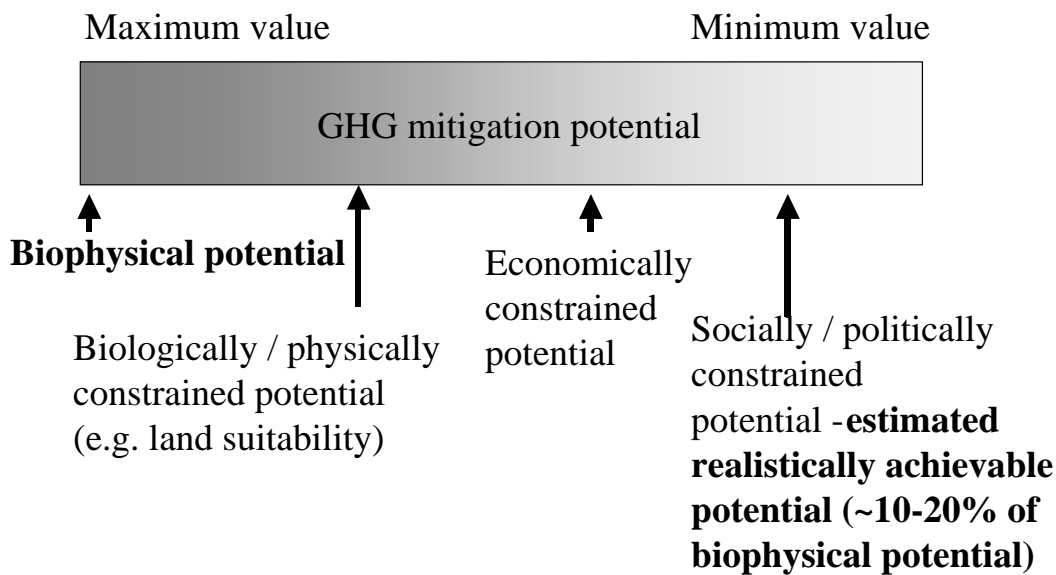 Maximum value
Minimum value
GHG mitigation potential
Biophysical potential
Biologically / physically
constrained potential
(e.g. land suitability)
Economically
constrained
potential
Socially / politically
constrained
potential -estimated
realistically achievable
potential (~10-20% of
biophysical potential)